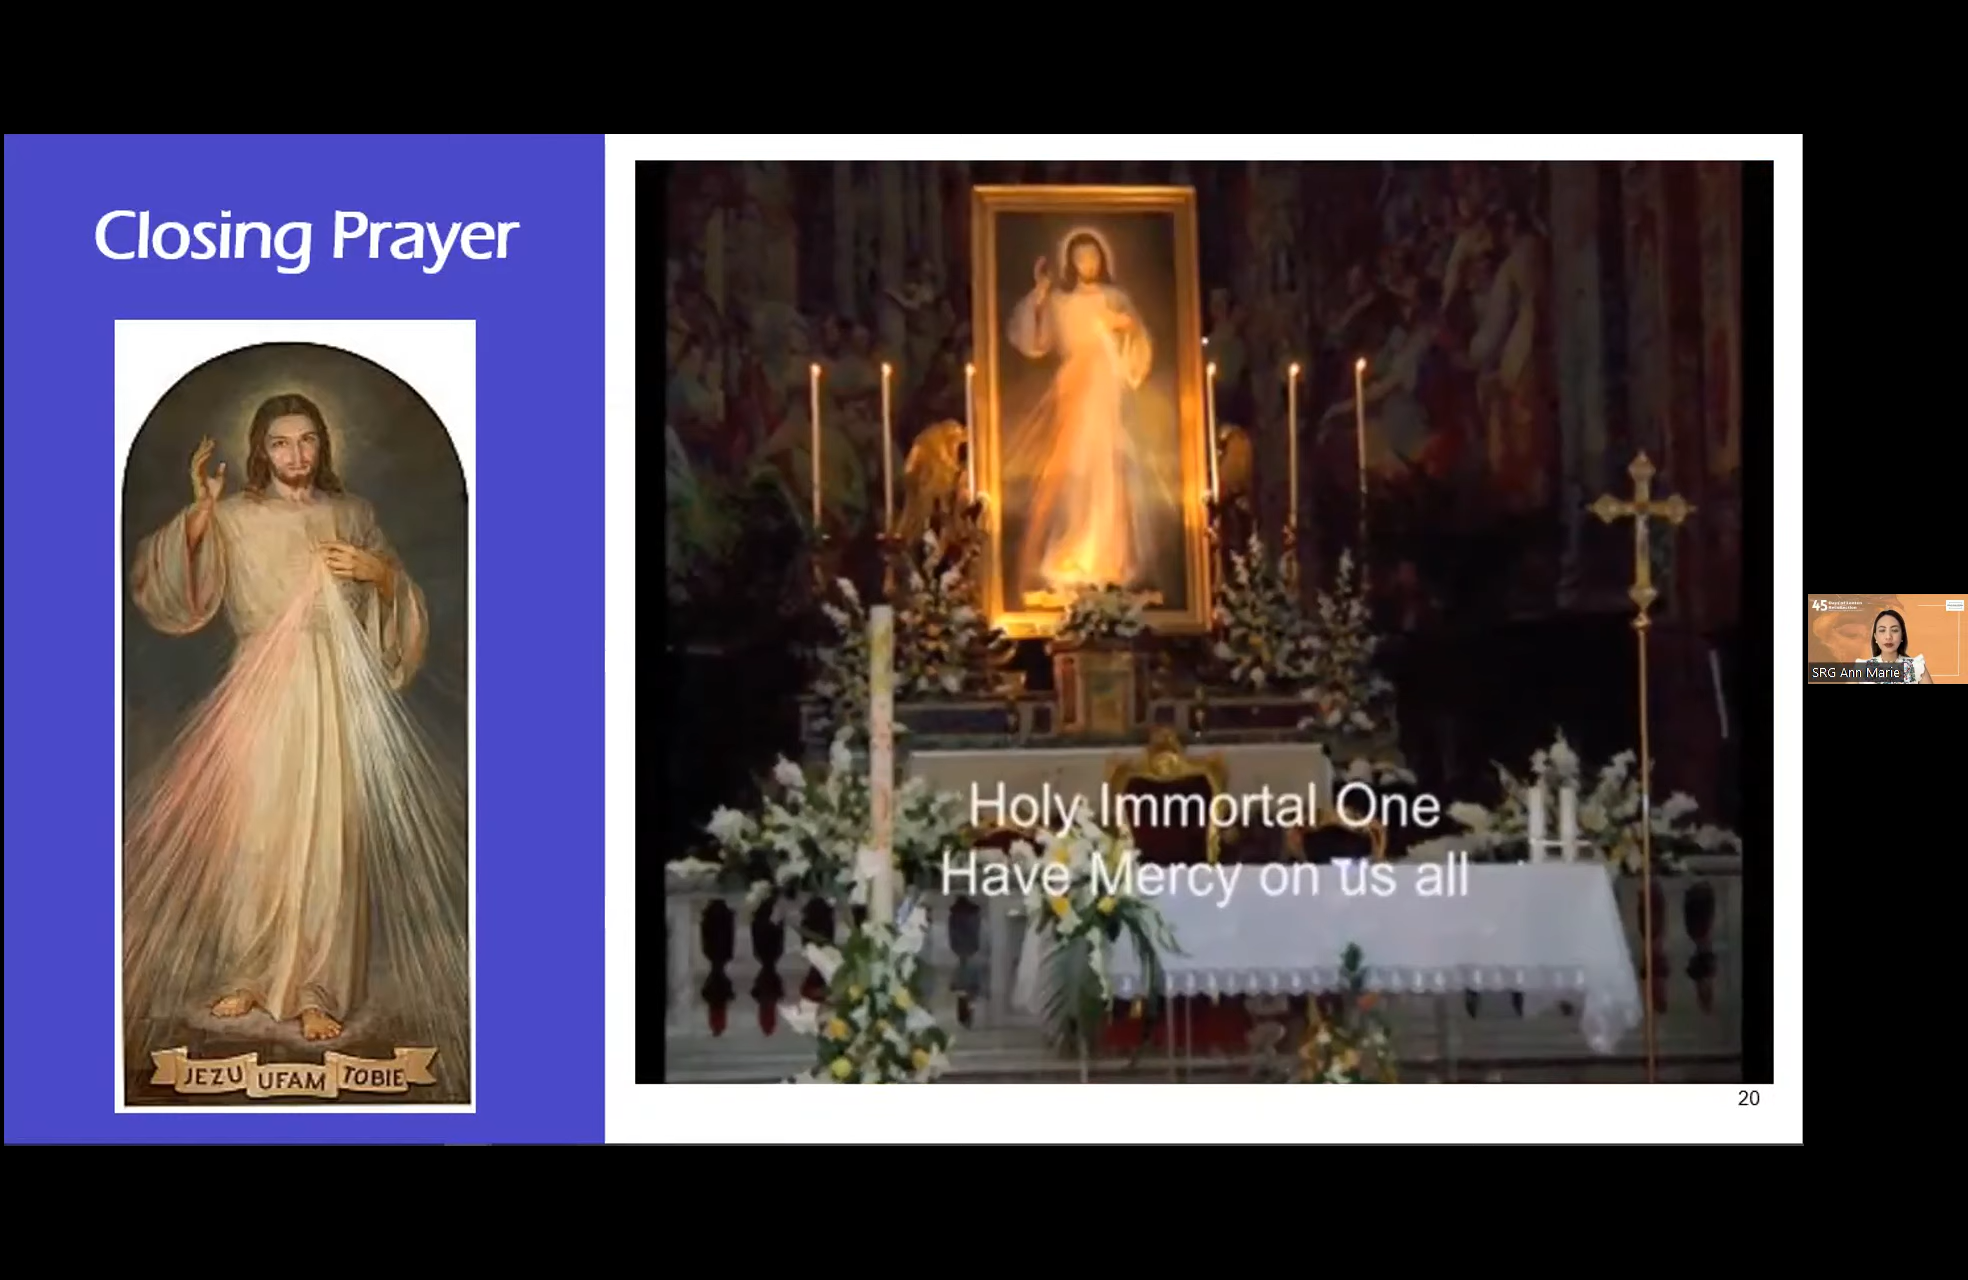 Closing Prayer
JEZU UFAM TOBIE
Holy Immortal One
Have Mercy on us all
20
45
SRG Ann Marie